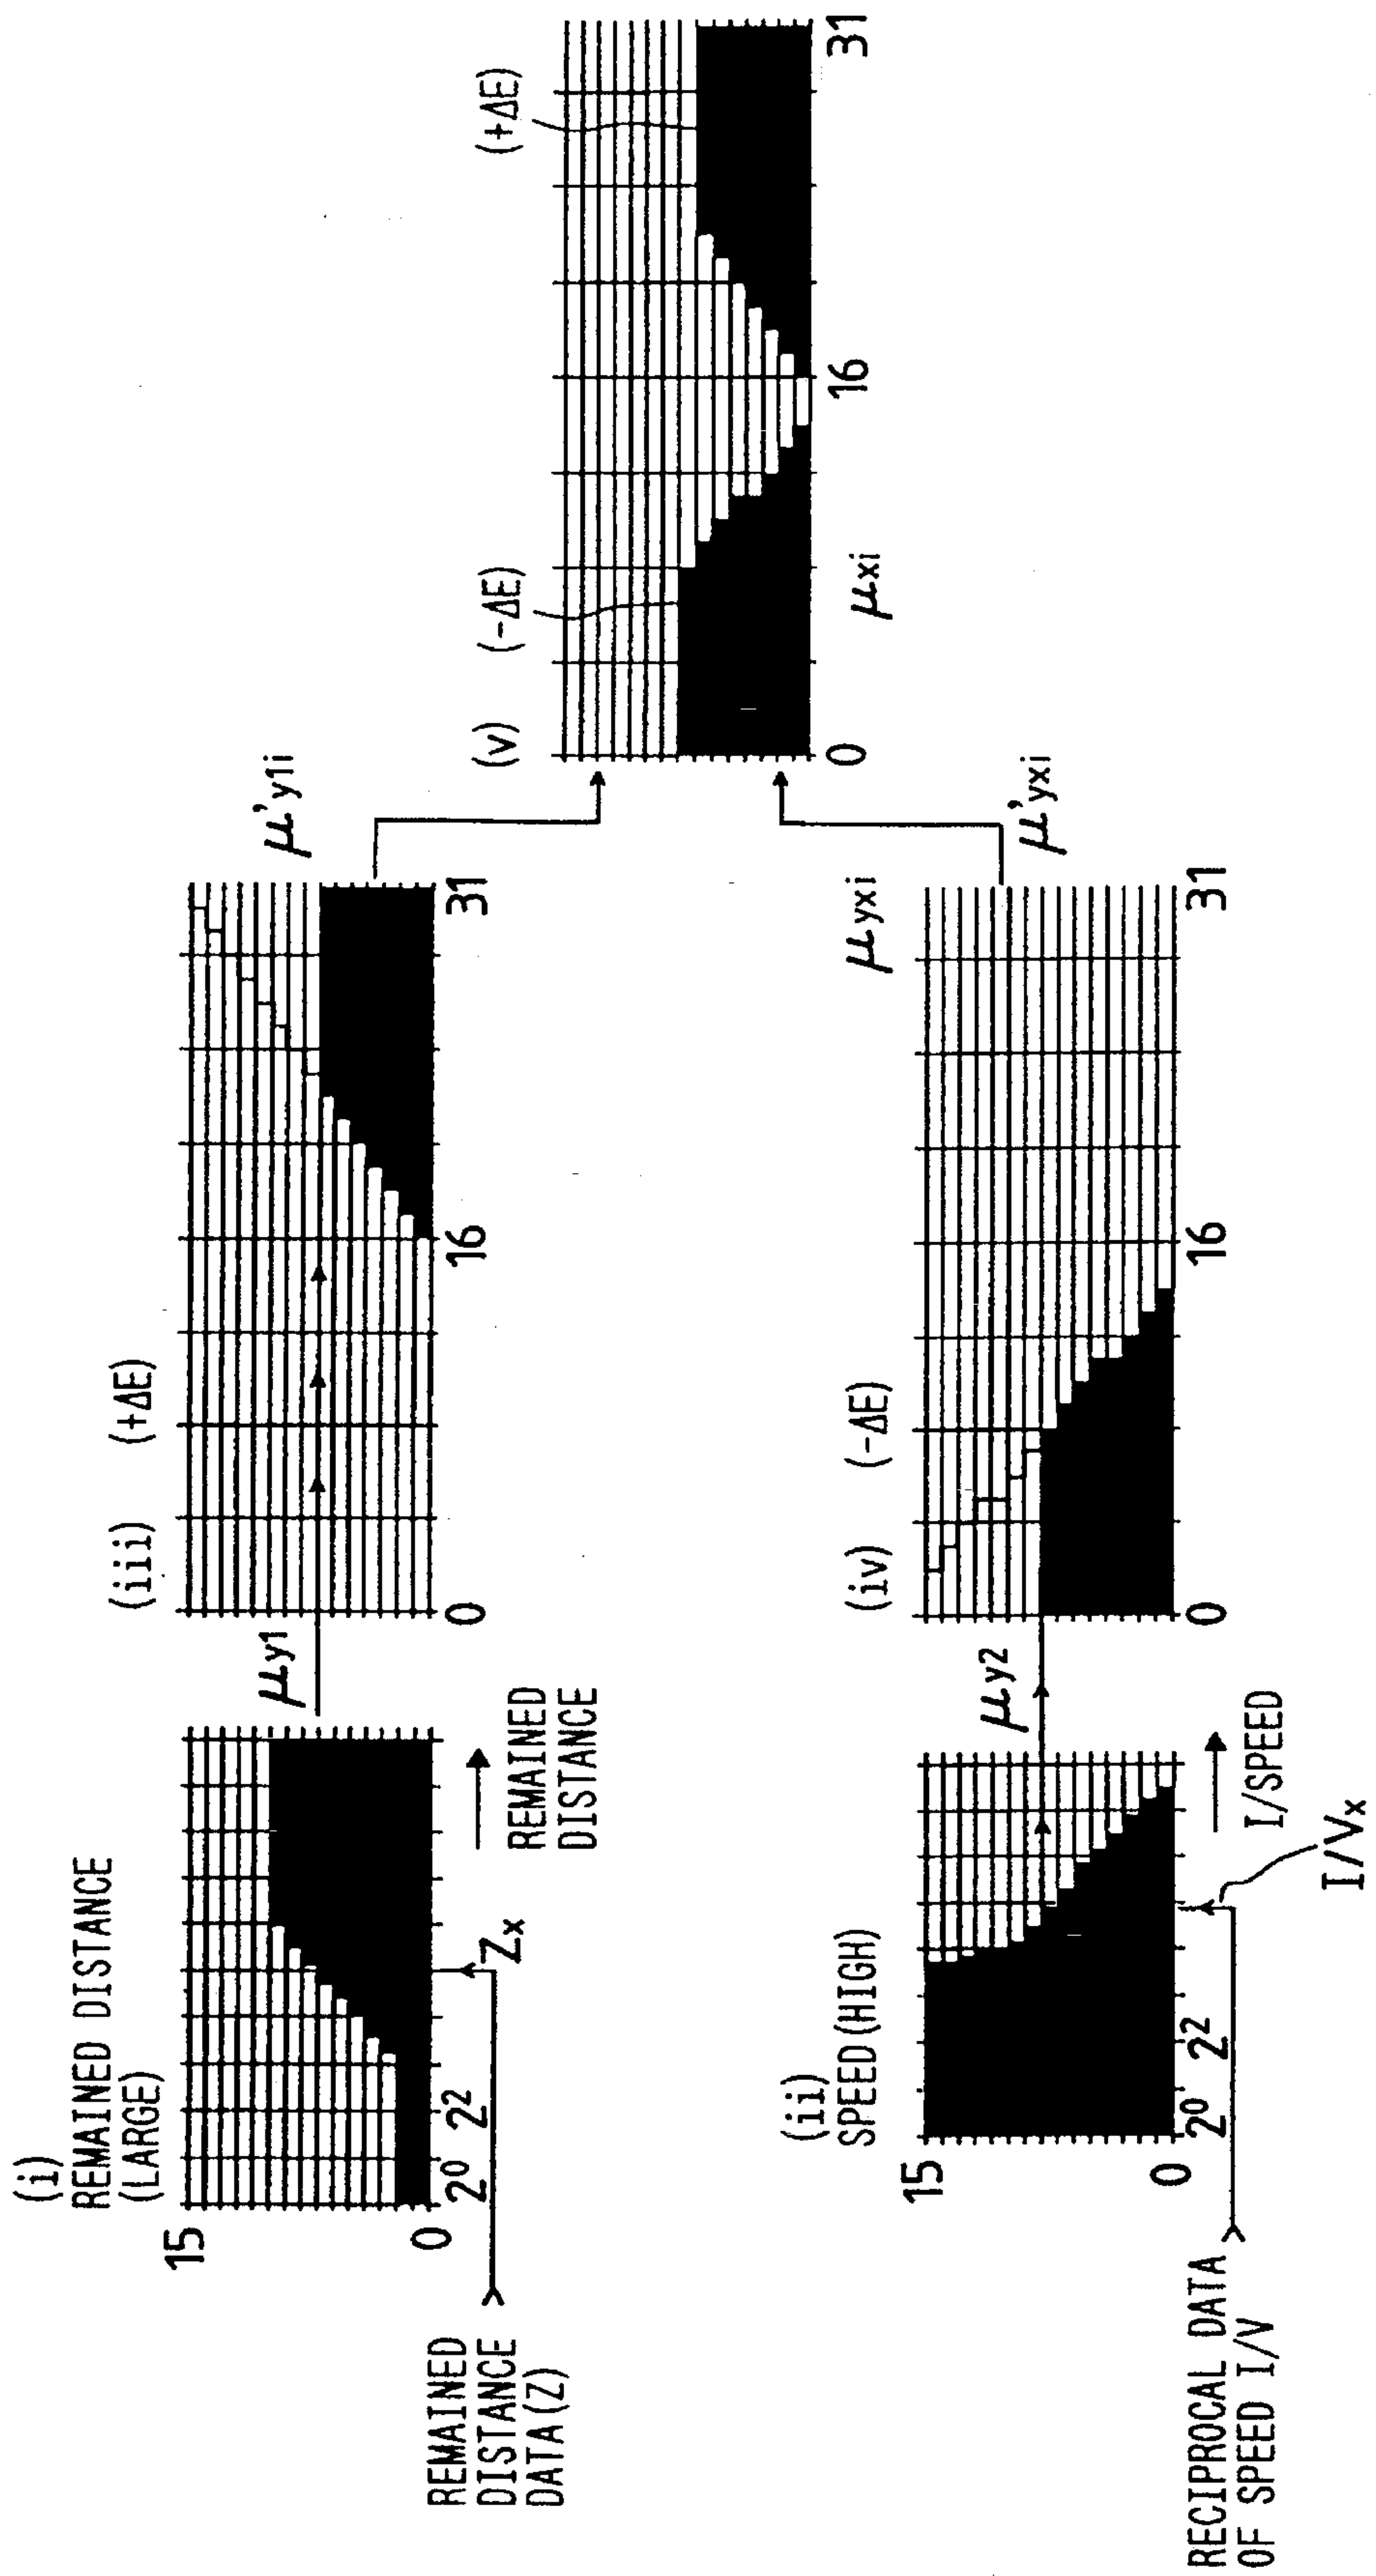 (i)
REMAINED DISTANCE
(LARGE)
15
0
2⁰ 2²
REMAINED
DISTANCE
DATA(Z)
Zx
REMAINED
DISTANCE
μy1
(iii) (+ΔE)
0 16 31
μ'y1i
(ii)
SPEED(HIGH)
15
0
2⁰ 2²
RECIPROCAL DATA
OF SPEED I/V
I/Vx
I/SPEED
μy2
(iv) (-ΔE)
0 16 31
μyxi
μ'yxi
(v) (-ΔE) (+ΔE)
0 16 31
μxi